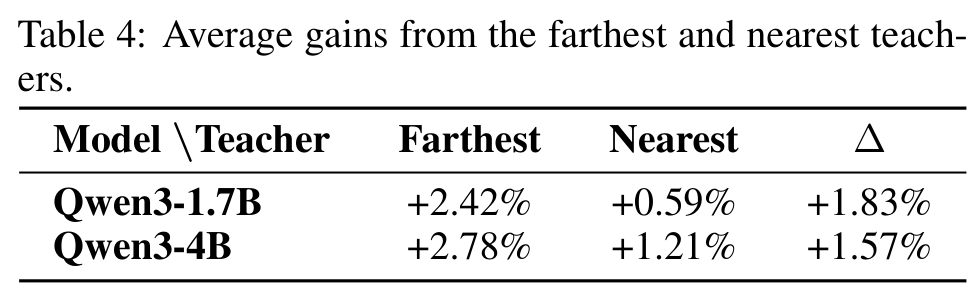 Table 4: Average gains from the farthest and nearest teach-
ers.
Model \Teacher Farthest Nearest Δ
Qwen3-1.7B +2.42% +0.59% +1.83%
Qwen3-4B +2.78% +1.21% +1.57%